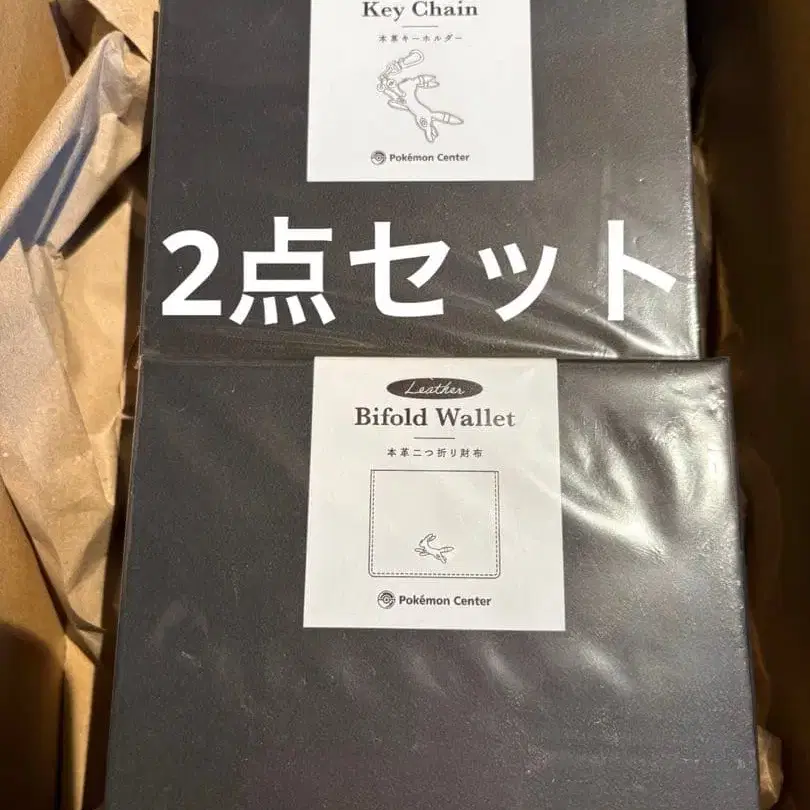 Key Chain
本革キーホルダー
Pokémon Center
2点セット
Leather
Bifold Wallet
本革二つ折り財布
Pokémon Center